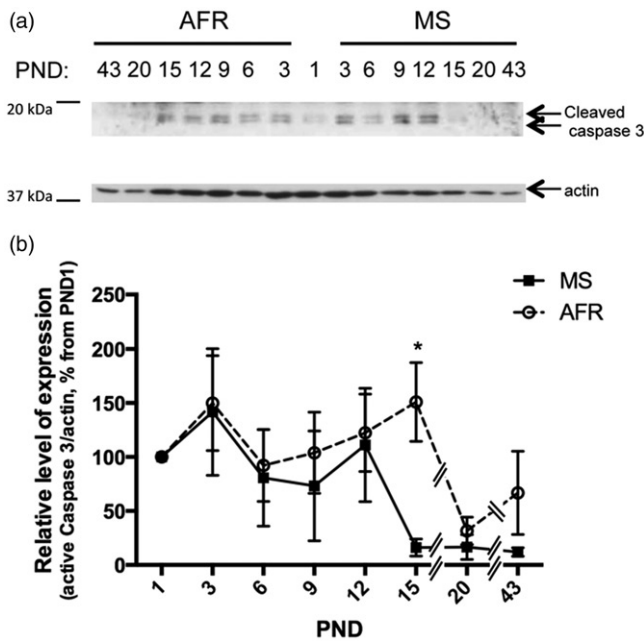 (a)
AFR MS
PND: 43 20 15 12 9 6 3 1 3 6 9 12 15 20 43
20 kDa
Cleaved
caspase 3
37 kDa
actin
(b)
MS
AFR
Relative level of expression
(active Caspase 3/actin, % from PND1)
250
200
150
100
50
0
*
1 3 6 9 12 15 20 43
PND